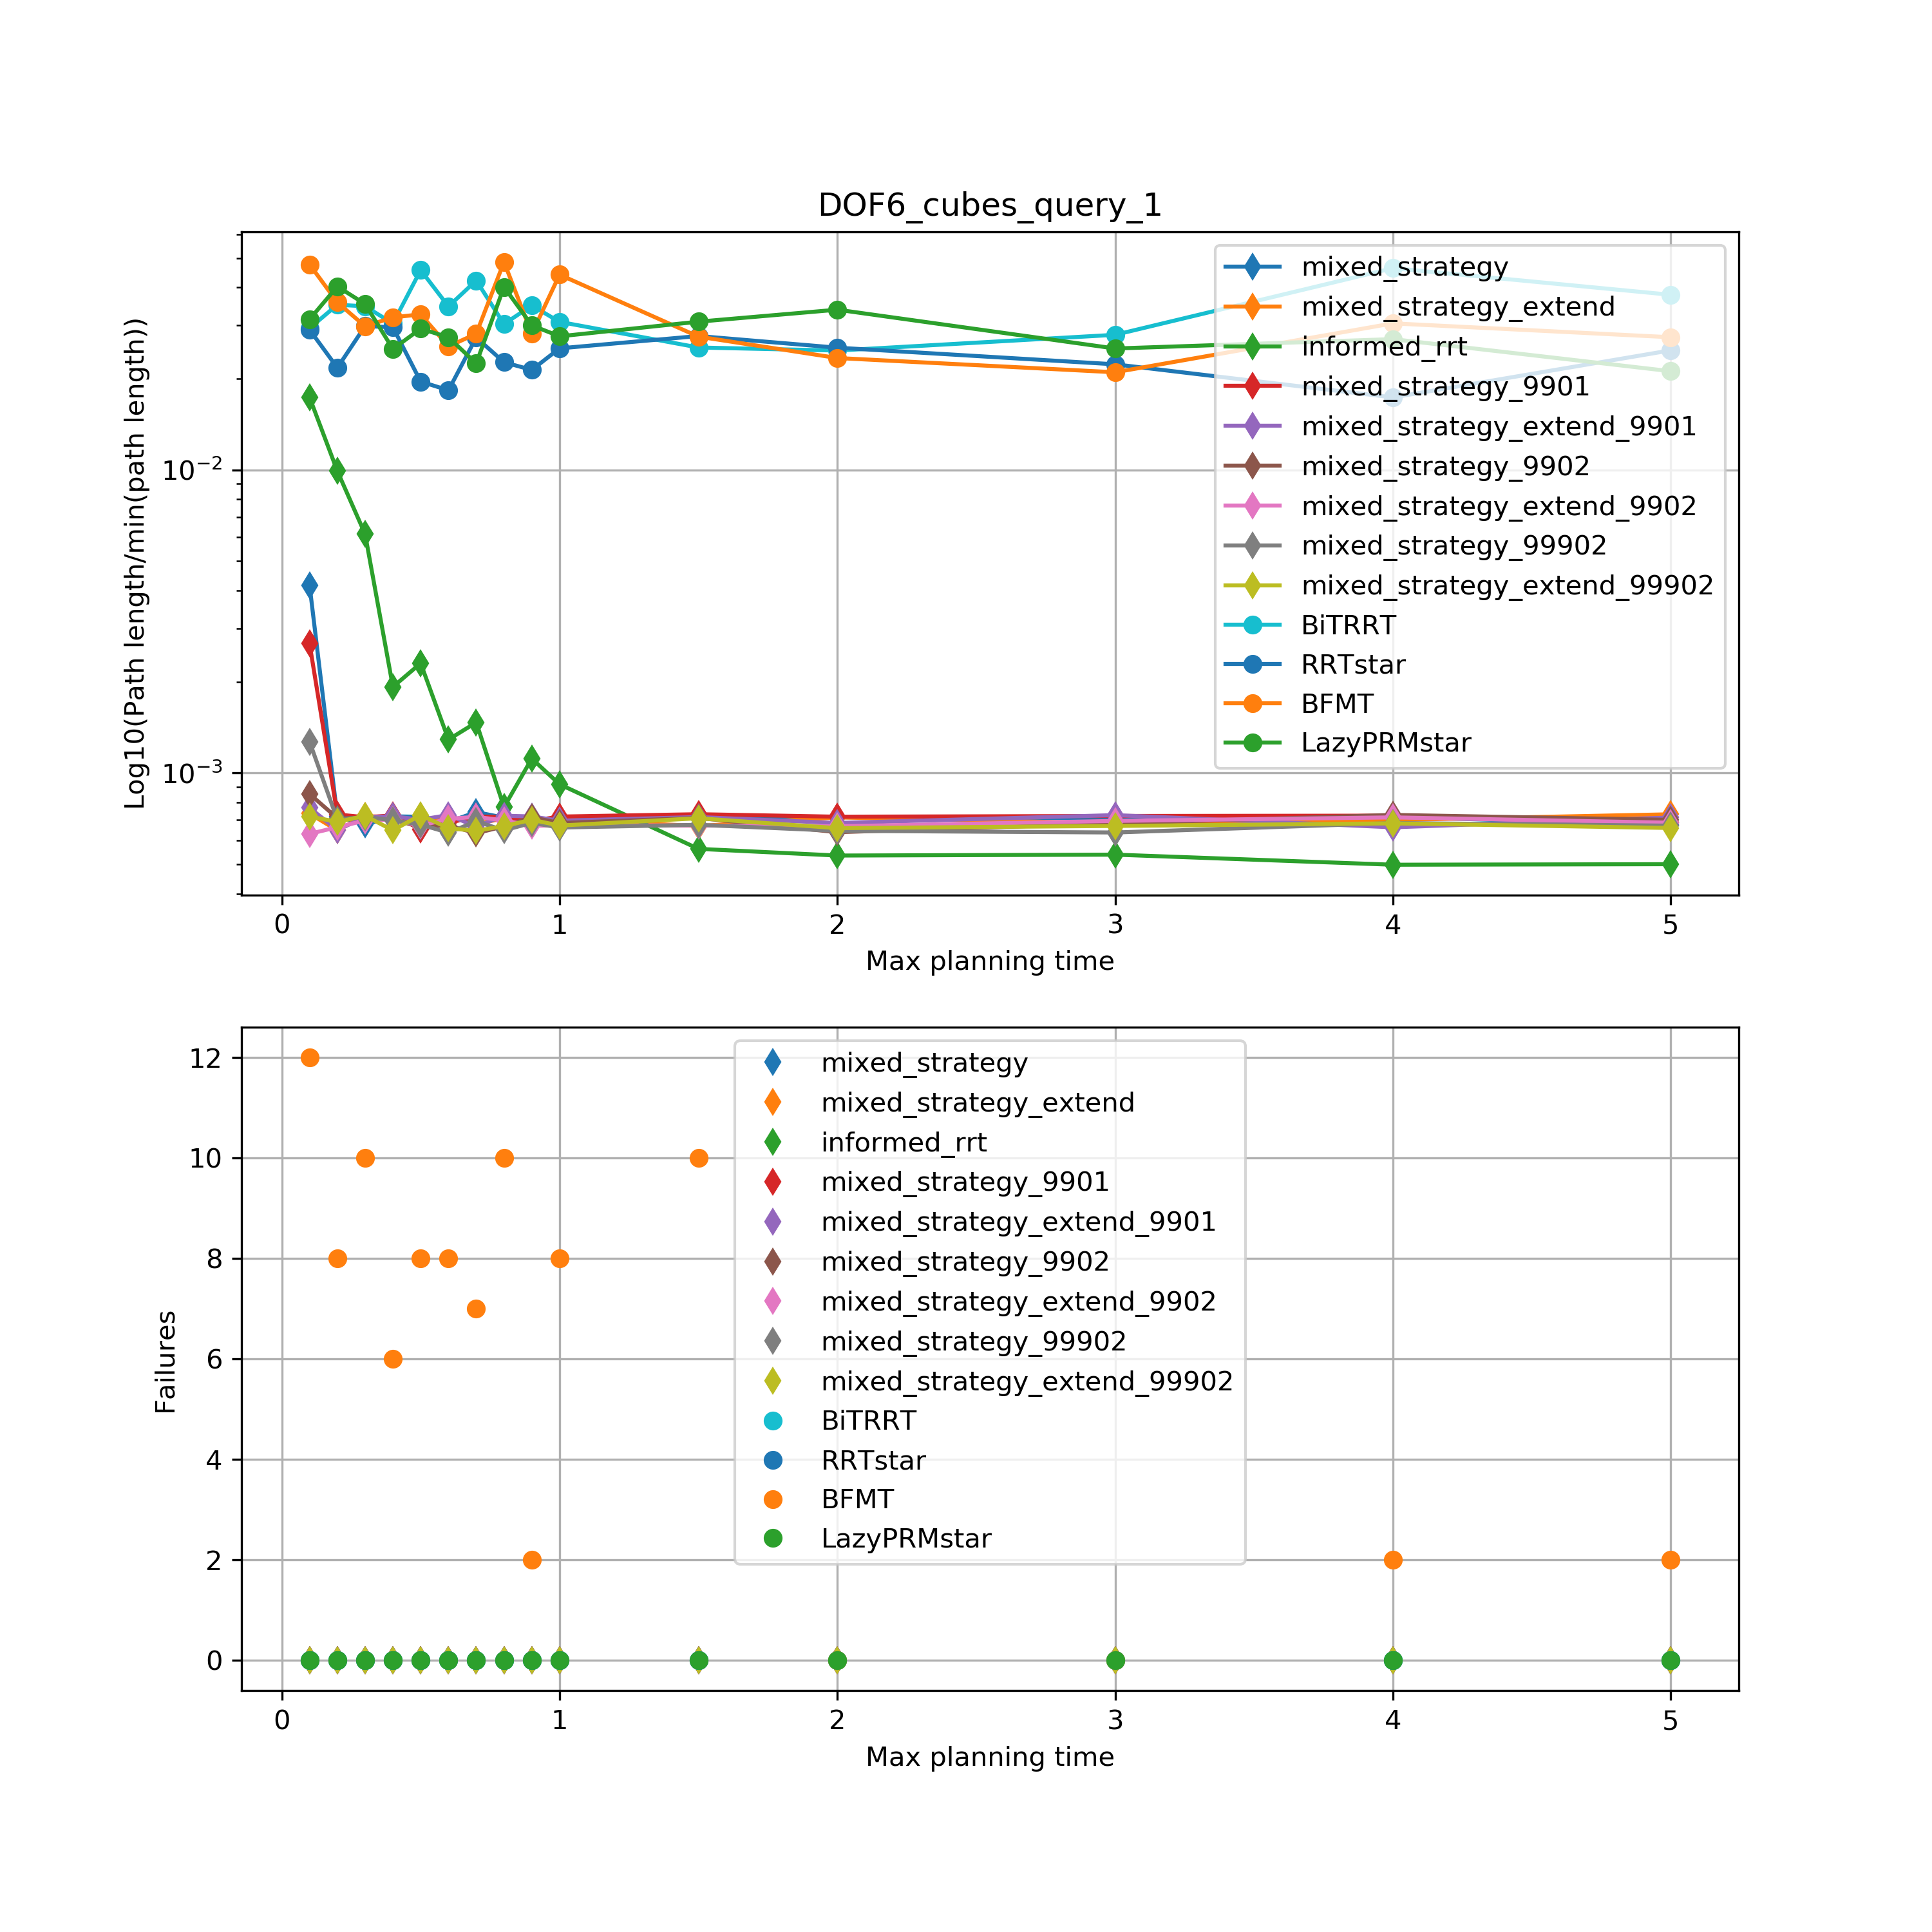 DOF6_cubes_query_1
Log10(Path length/min(path length))
10⁻²
10⁻³
mixed_strategy
mixed_strategy_extend
informed_rrt
mixed_strategy_9901
mixed_strategy_extend_9901
mixed_strategy_9902
mixed_strategy_extend_9902
mixed_strategy_99902
mixed_strategy_extend_99902
BiTRRT
RRTstar
BFMT
LazyPRMstar
0 1 2 3 4 5
Max planning time
Failures
12
10
8
6
4
2
0
mixed_strategy
mixed_strategy_extend
informed_rrt
mixed_strategy_9901
mixed_strategy_extend_9901
mixed_strategy_9902
mixed_strategy_extend_9902
mixed_strategy_99902
mixed_strategy_extend_99902
BiTRRT
RRTstar
BFMT
LazyPRMstar
0 1 2 3 4 5
Max planning time